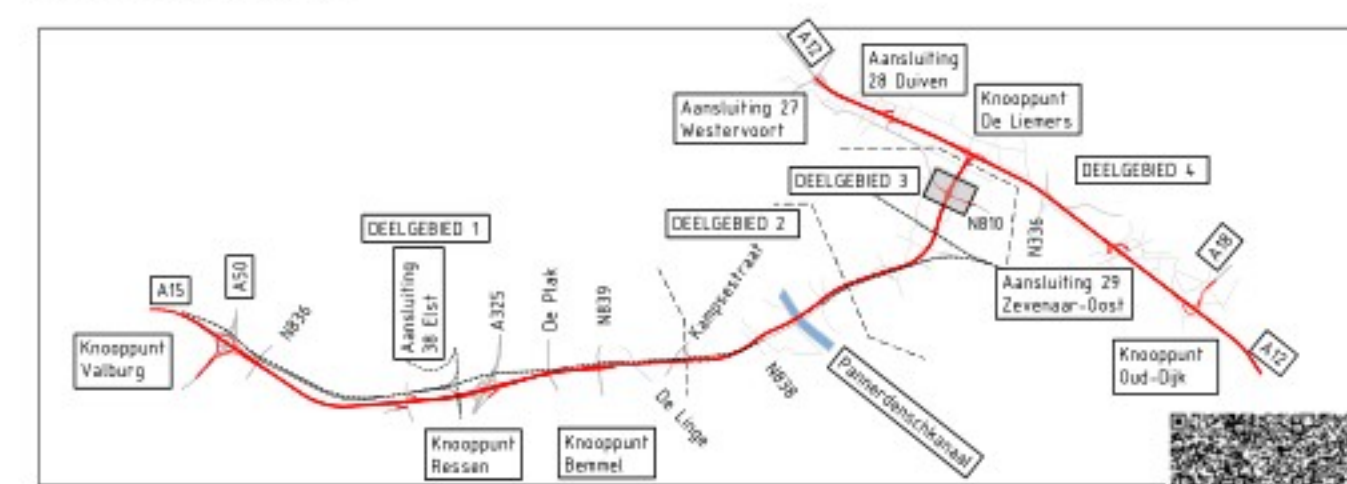 A12
Aansluiting
28 Duiven
Aansluiting 27
Westervoort
Knooppunt
De Liemers
DEELGEBIED 3
DEELGEBIED 4
DEELGEBIED 1
DEELGEBIED 2
N810
N336
A18
A15
A50
N836
Aansluiting
38 Elst
A325
De Plak
N839
Kampsestraat
Aansluiting 29
Zevenaar-Oost
Knooppunt
Valburg
Knooppunt
Oud-Dijk
A12
N838
Pannerdenschkanaal
De Linge
Knooppunt
Ressen
Knooppunt
Bemmel